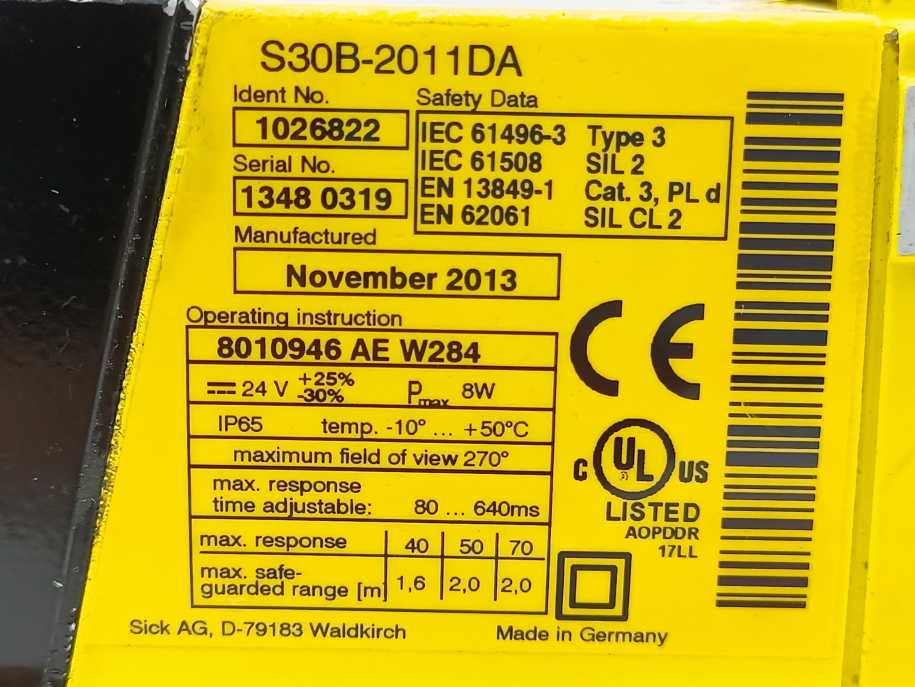 S30B-2011DA
Ident No.
1026822
Serial No.
1348 0319
Safety Data
IEC 61496-3 Type 3
IEC 61508 SIL 2
EN 13849-1 Cat. 3, PL d
EN 62061 SIL CL 2
Manufactured
November 2013
Operating instruction
8010946 AE W284
24 V +25% -30% Pmax 8W
IP65 temp. -10° ... +50°C
maximum field of view 270°
max. response
time adjustable: 80 ... 640ms
max. response 40 50 70
max. safe-
guarded range [m] 1,6 2,0 2,0
CE
C UL US
LISTED
AOPDDR
17LL
Sick AG, D-79183 Waldkirch
Made in Germany